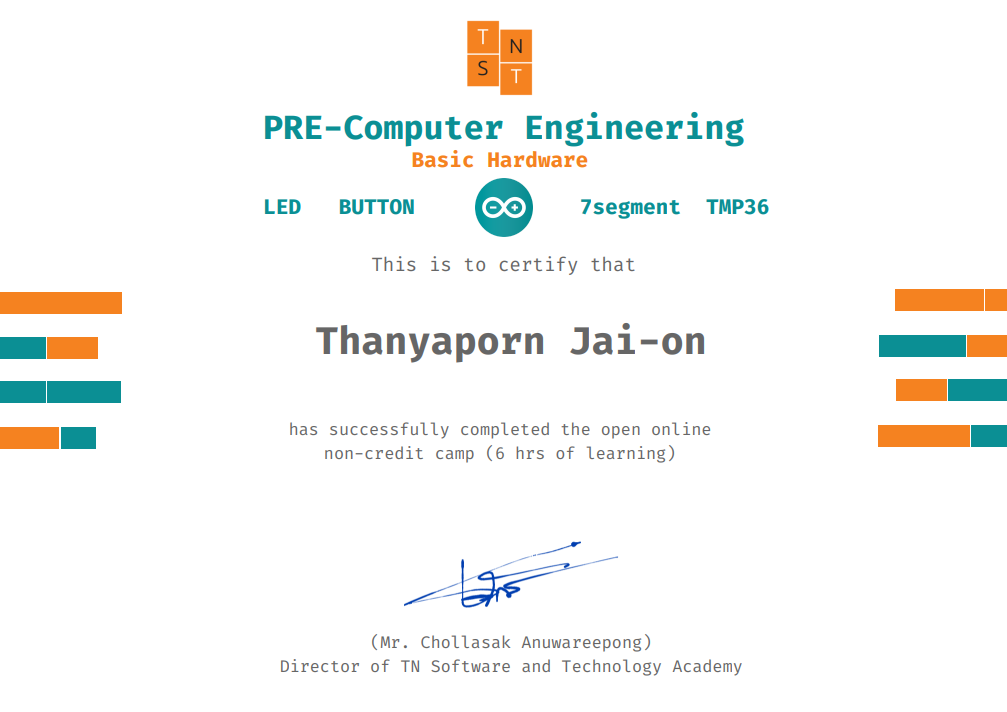 T N
S T
PRE-Computer Engineering
Basic Hardware
LED BUTTON 7segment TMP36
This is to certify that
Thanyaporn Jai-on
has successfully completed the open online
non-credit camp (6 hrs of learning)
(Mr. Chollasak Anuwareepong)
Director of TN Software and Technology Academy